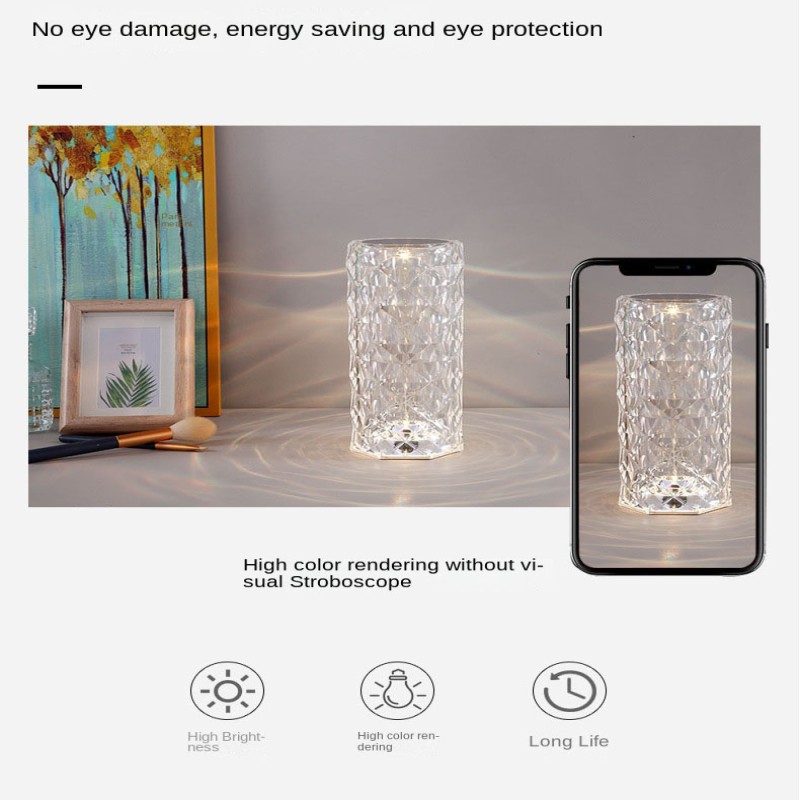 No eye damage, energy saving and eye protection
High color rendering without vi-
sual Stroboscope
High Bright-
ness
High color ren-
dering
Long Life